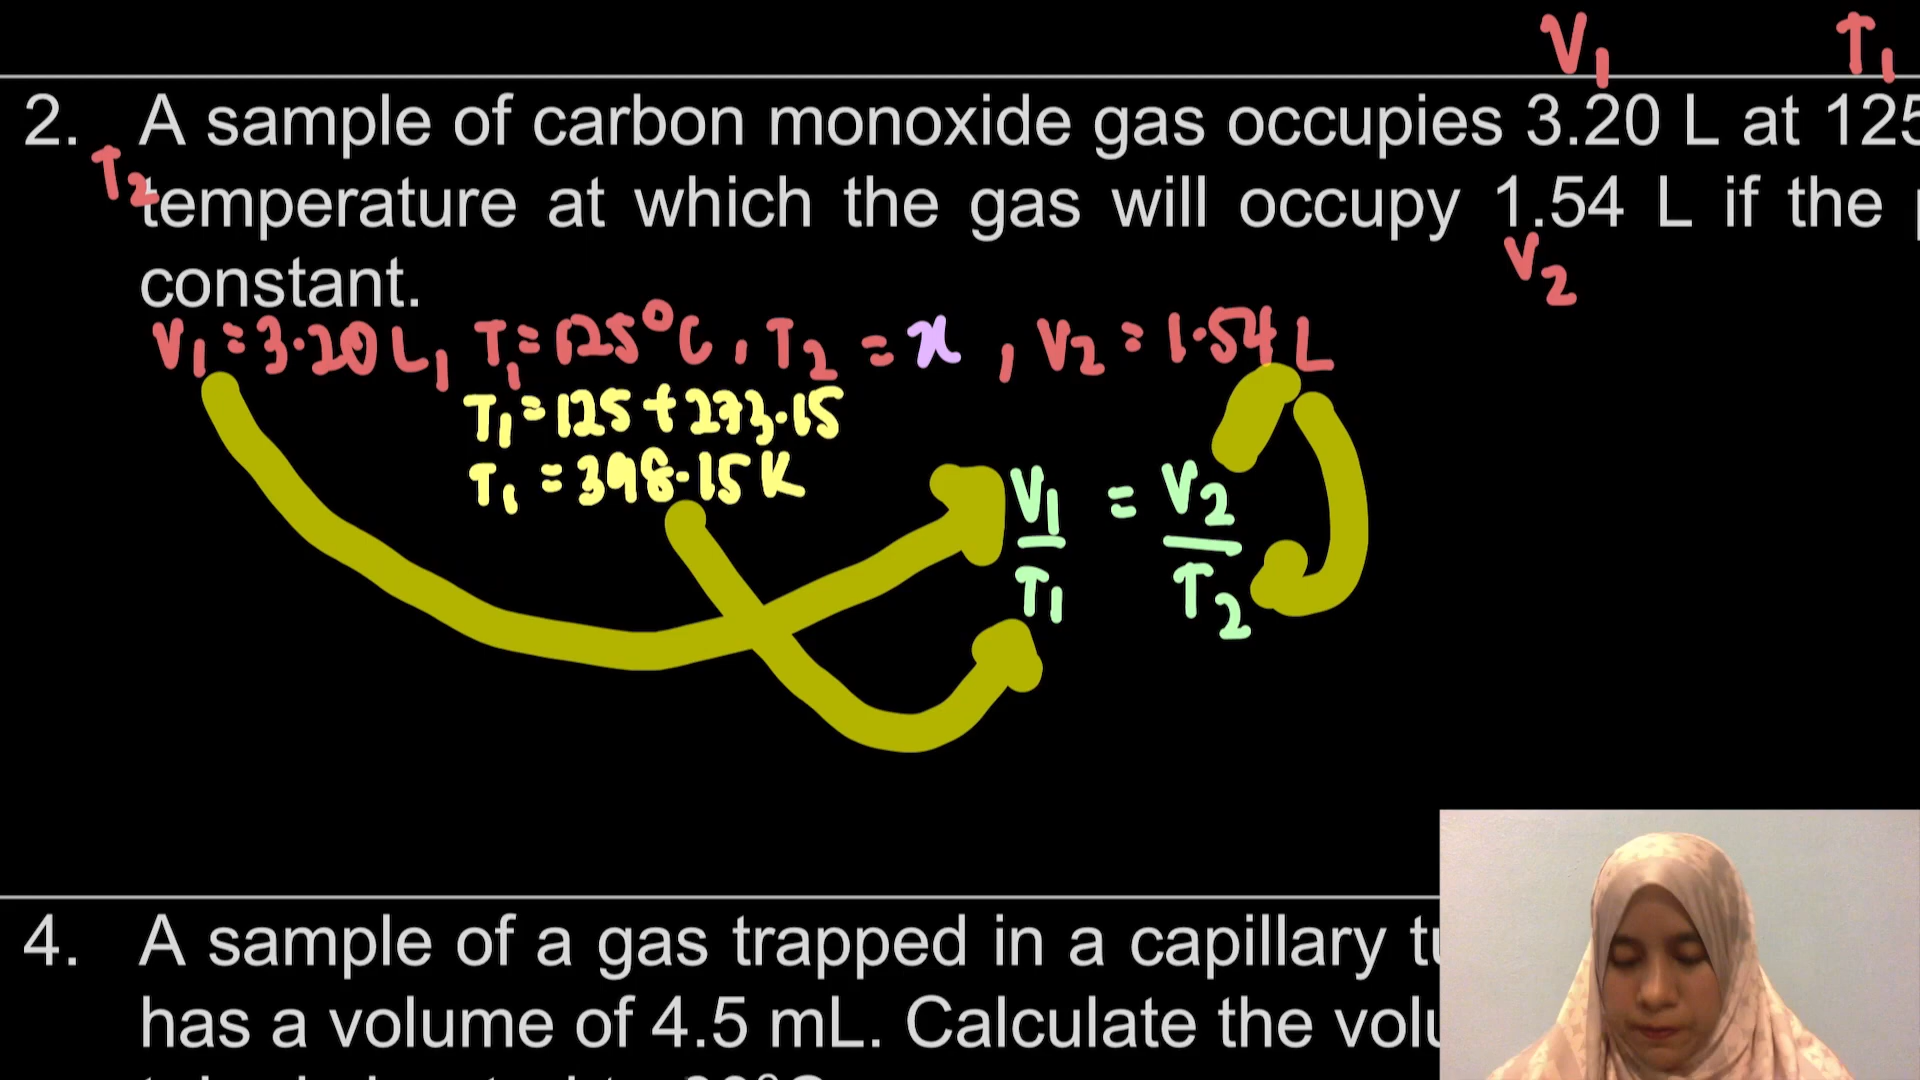 V1 T1
2. A sample of carbon monoxide gas occupies 3.20 L at 125
T2 temperature at which the gas will occupy 1.54 L if the
V2
constant.
V1 = 3.20 L, T1 = 125°C, T2 = x, V2 = 1.54 L
T1 = 125 + 273.15
T1 = 398.15 K
V1/T1 = V2/T2
4. A sample of a gas trapped in a capillary
has a volume of 4.5 mL. Calculate the